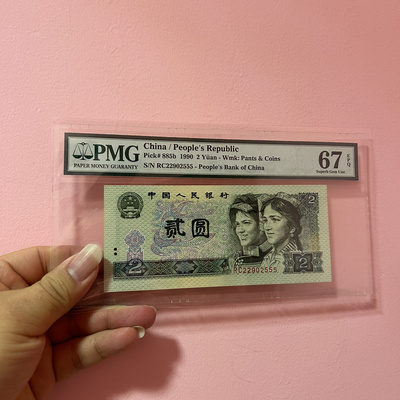 PMG
PAPER MONEY GUARANTY
China / People's Republic
Pick# 885b 1990 2 Yüan - Wmk: Pants & Coins
S/N RC22902555 - People's Bank of China
67 EPQ
Superb Gem Unc
中国人民银行
2
贰圆
RC22902555
2
2